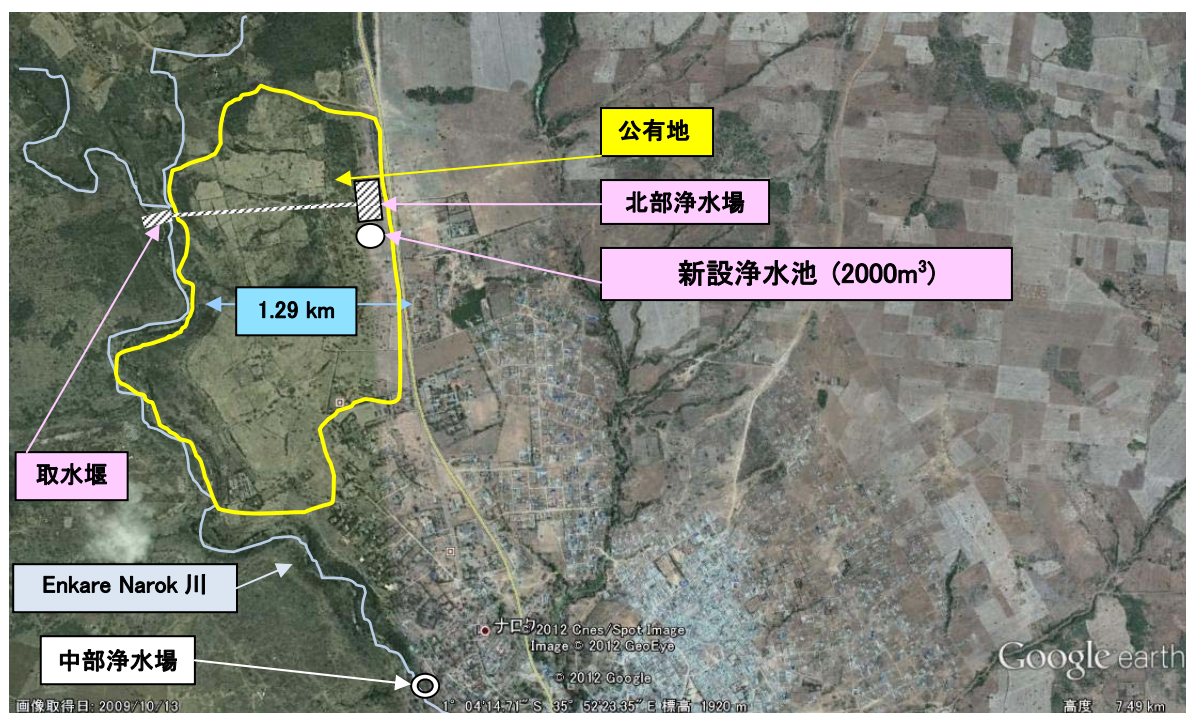 公有地
北部浄水場
新設浄水池（2000m³）
1.29 km
取水堰
Enkare Narok 川
中部浄水場
ナロク
© 2012 Cnes/Spot Image
Image © 2012 GeoEye
© 2012 Google
Google earth
画像取得日: 2009/10/13
1° 04'14.71" S 35° 52'23.35" E 標高 1920 m
高度 7.49 km